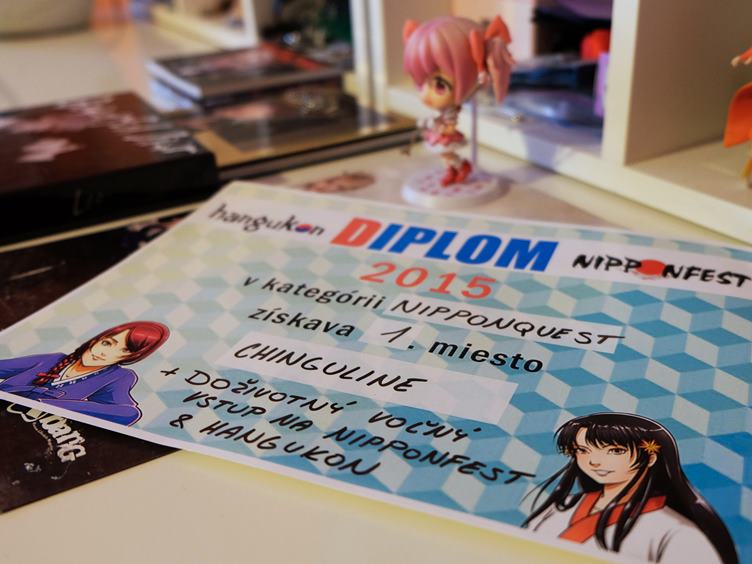 hangukon DIPLOM NIPPONFEST
2015
v kategórii NIPPONQUEST
získava 1. miesto
CHINGULINE
+ DOŽIVOTNÝ VOĽNÝ
VSTUP NA NIPPONFEST
& HANGUKON